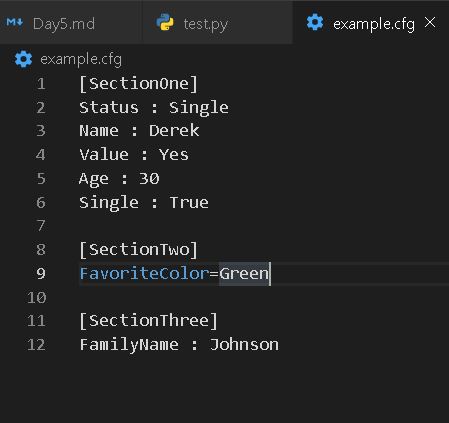 Day5.md test.py example.cfg
example.cfg
1 [SectionOne]
2 Status : Single
3 Name : Derek
4 Value : Yes
5 Age : 30
6 Single : True
7
8 [SectionTwo]
9 FavoriteColor=Green
10
11 [SectionThree]
12 FamilyName : Johnson